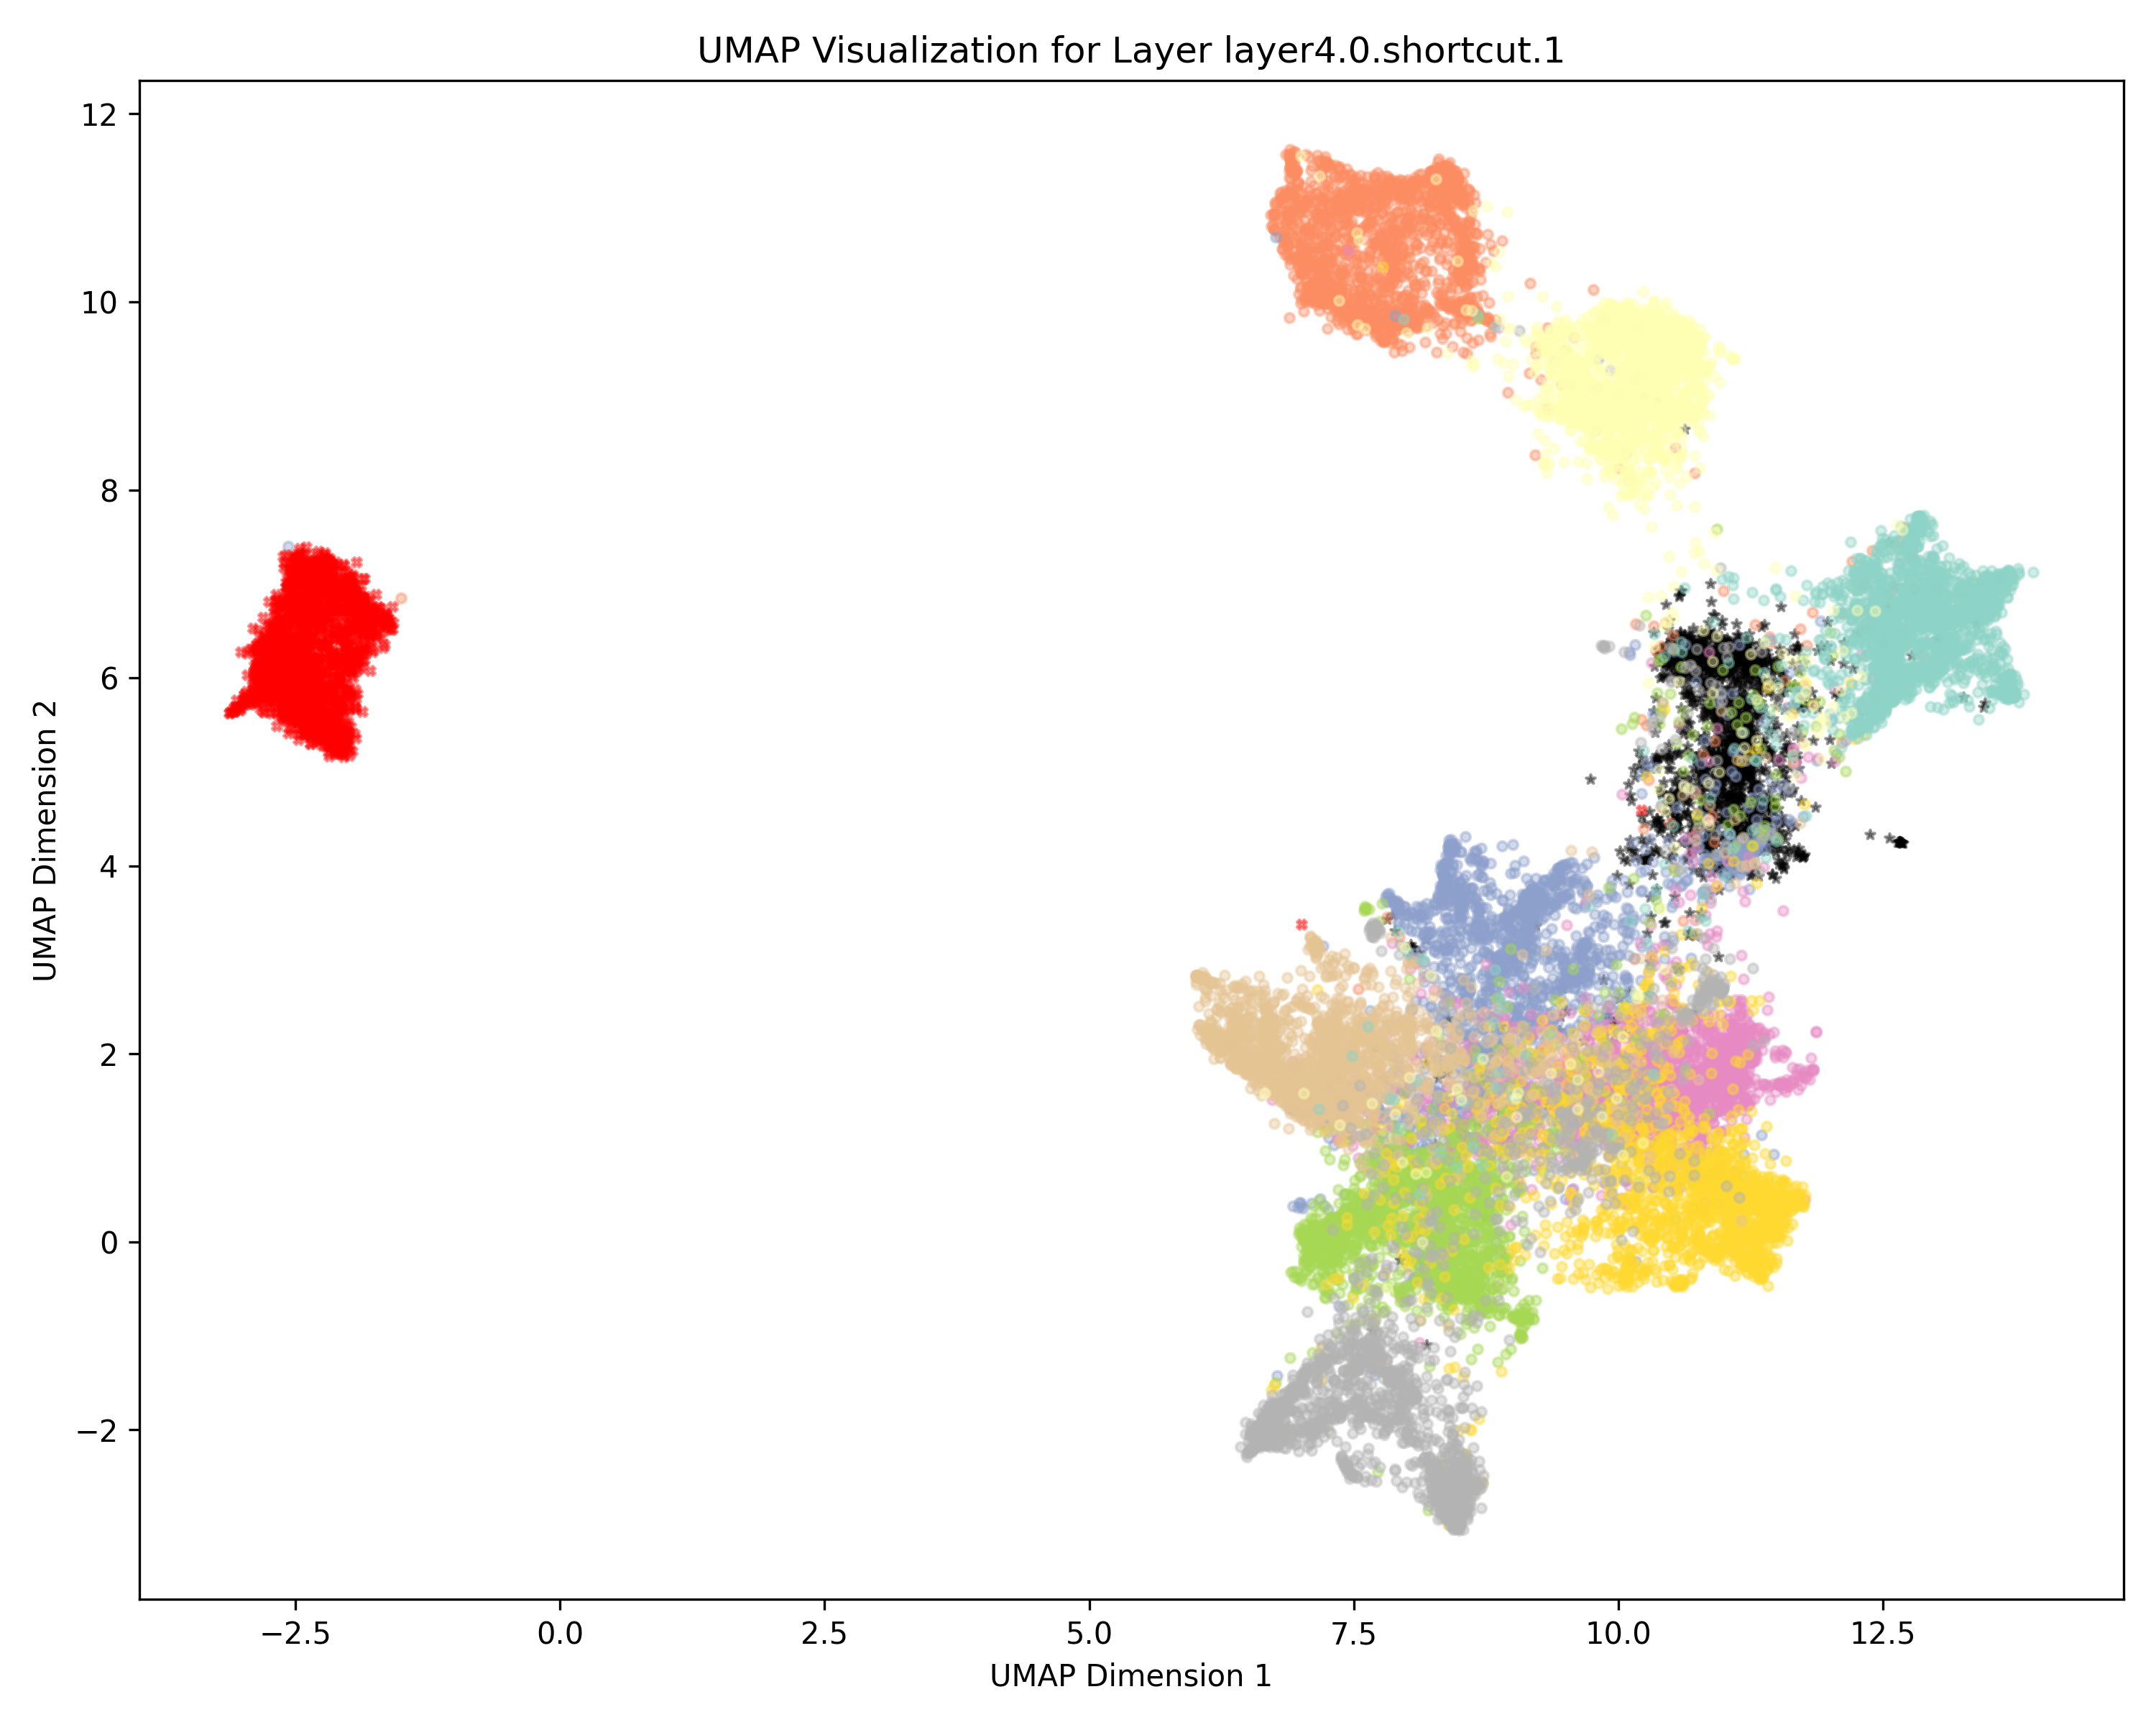 UMAP Visualization for Layer layer4.0.shortcut.1
12
10
8
6
4
2
0
−2
UMAP Dimension 2
−2.5 0.0 2.5 5.0 7.5 10.0 12.5
UMAP Dimension 1